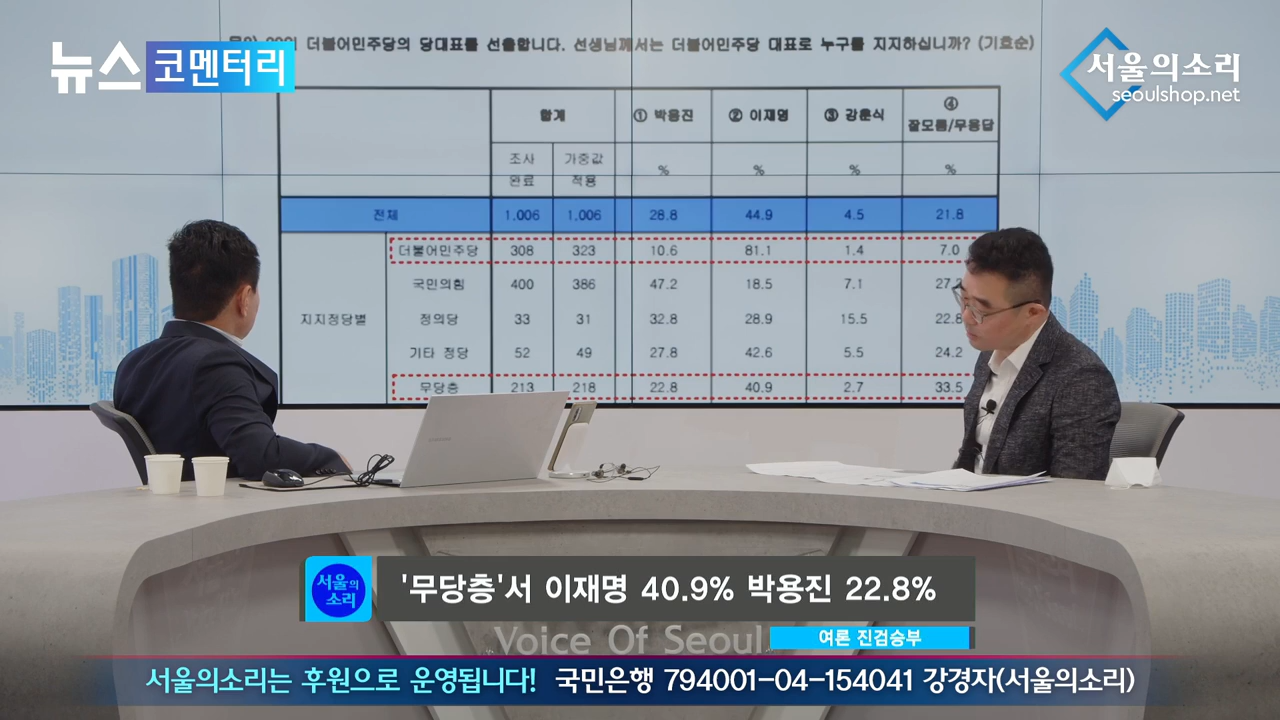 뉴스 코멘터리
더불어민주당의 당대표를 선출합니다. 선생님께서는 더불어민주당 대표로 누구를 지지하십니까? (기호순)
서울의소리
seoulshop.net
합계 ① 박용진 ② 이재명 ③ 강훈식 ④ 잘모름/무응답
조사완료 가중값 적용 % % % %
전체 1,006 1,006 28.8 44.9 4.5 21.8
지지정당별
더불어민주당 308 323 10.6 81.1 1.4 7.0
국민의힘 400 386 47.2 18.5 7.1
정의당 33 31 32.8 28.9 15.5 22.8
기타 정당 52 49 27.8 42.6 5.5 24.2
무당층 213 218 22.8 40.9 2.7 33.5
서울의소리
'무당층'서 이재명 40.9% 박용진 22.8%
Voice Of Seoul
여론 진검승부
서울의소리는 후원으로 운영됩니다! 국민은행 794001-04-154041 강경자(서울의소리)